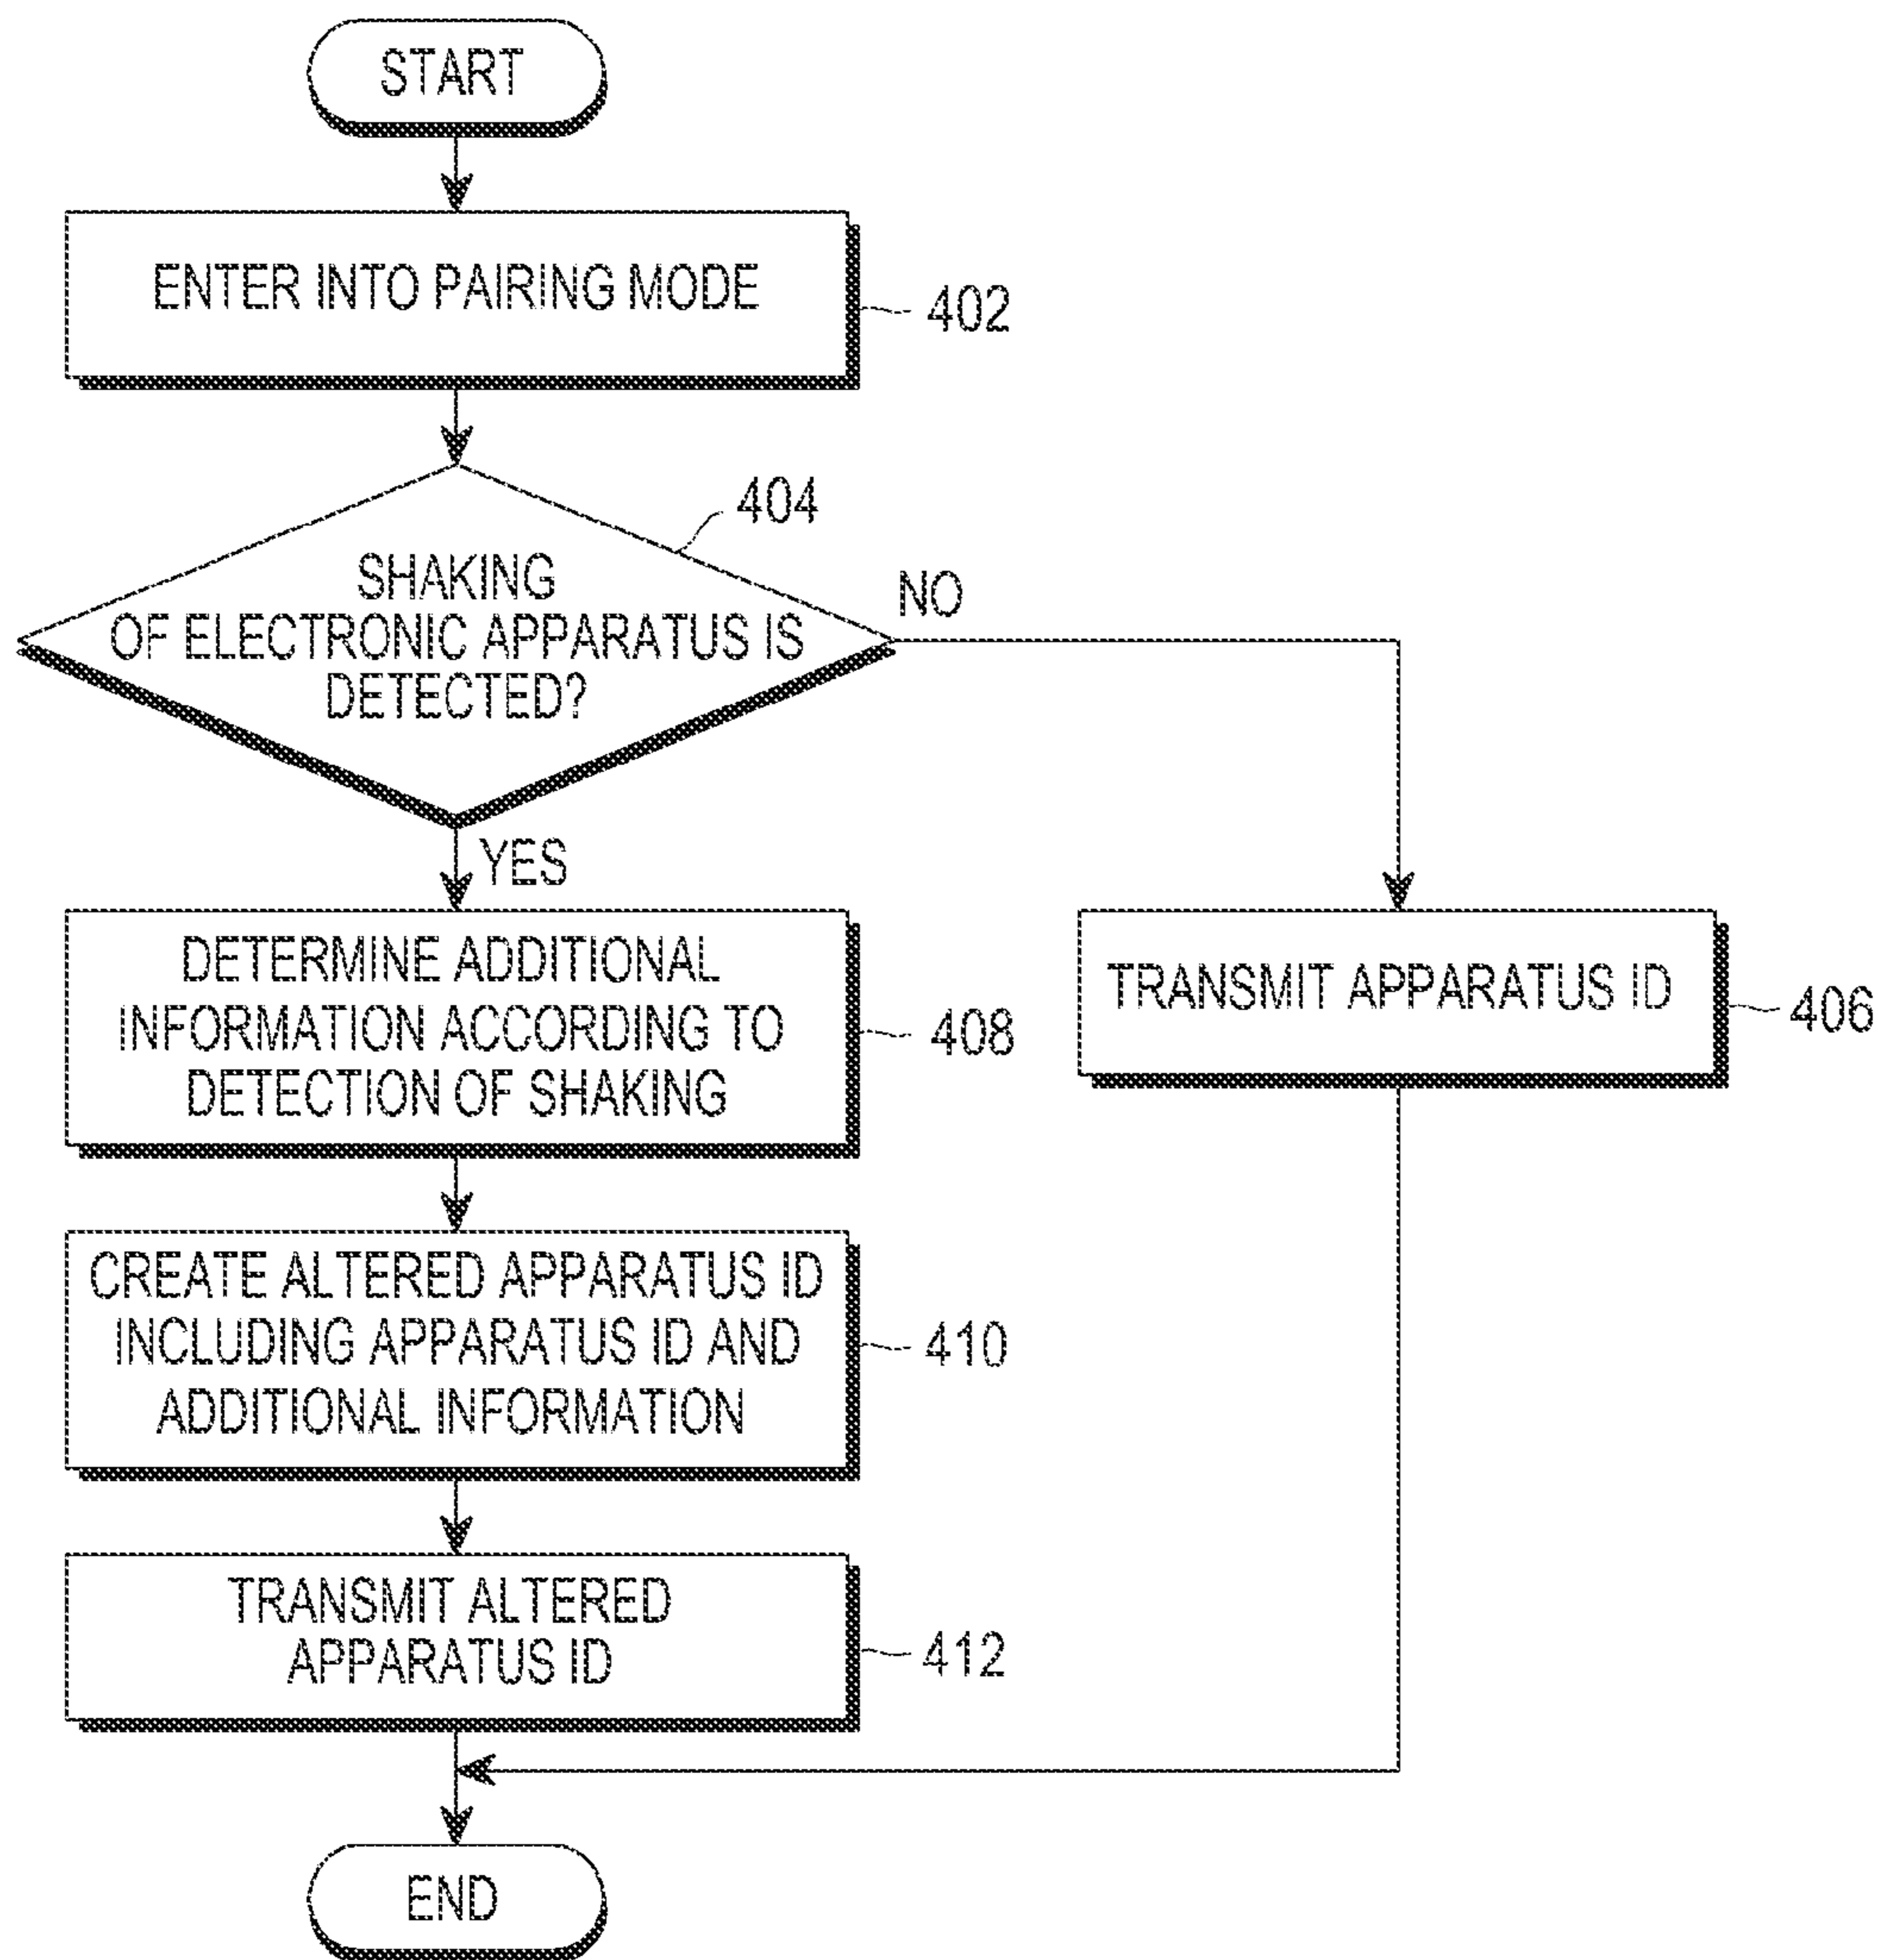 START
ENTER INTO PAIRING MODE
402
404
SHAKING
OF ELECTRONIC APPARATUS IS
DETECTED?
NO
YES
DETERMINE ADDITIONAL
INFORMATION ACCORDING TO
DETECTION OF SHAKING
408
TRANSMIT APPARATUS ID
406
CREATE ALTERED APPARATUS ID
INCLUDING APPARATUS ID AND
ADDITIONAL INFORMATION
410
TRANSMIT ALTERED
APPARATUS ID
412
END